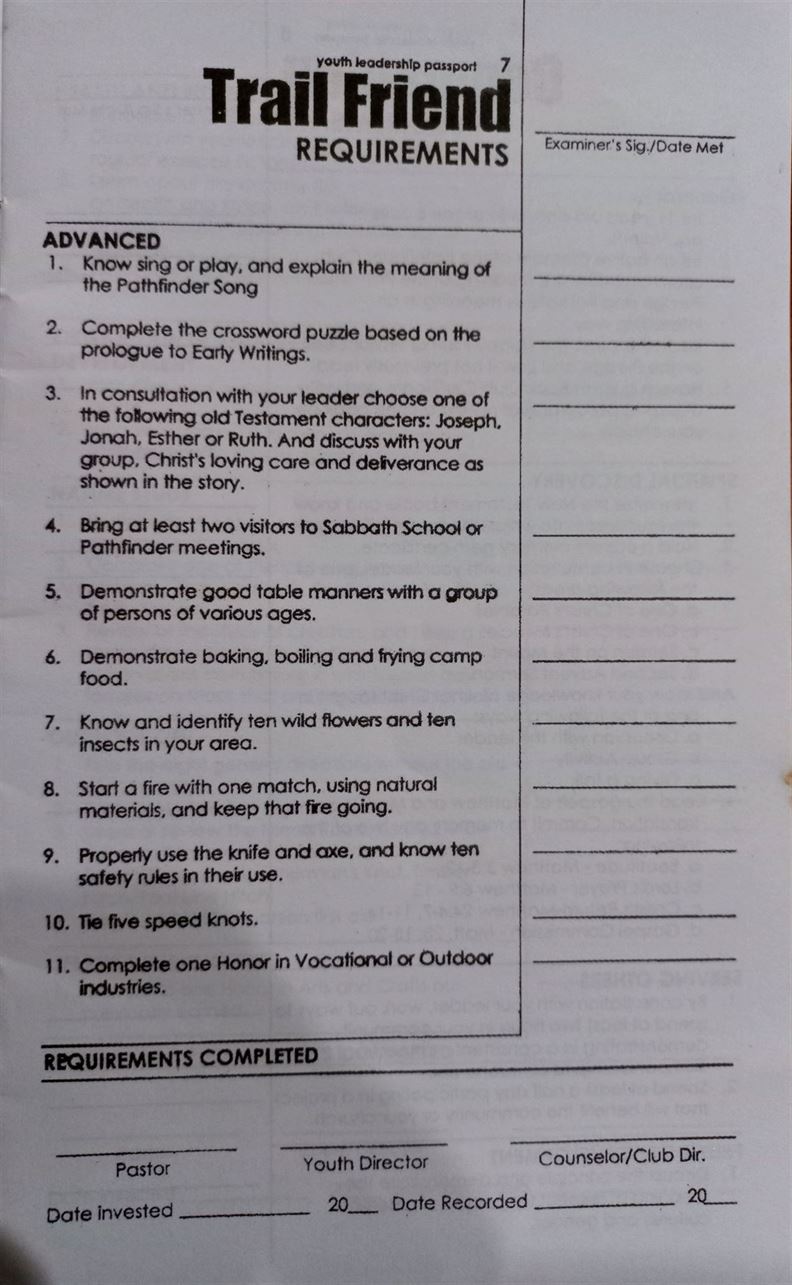 youth leadership passport 7
Trail Friend
REQUIREMENTS
Examiner's Sig./Date Met
ADVANCED
1. Know sing or play, and explain the meaning of
the Pathfinder Song
2. Complete the crossword puzzle based on the
prologue to Early Writings.
3. In consultation with your leader choose one of
the following old Testament characters: Joseph,
Jonah, Esther or Ruth. And discuss with your
group, Christ's loving care and deliverance as
shown in the story.
4. Bring at least two visitors to Sabbath School or
Pathfinder meetings.
5. Demonstrate good table manners with a group
of persons of various ages.
6. Demonstrate baking, boiling and frying camp
food.
7. Know and identify ten wild flowers and ten
insects in your area.
8. Start a fire with one match, using natural
materials, and keep that fire going.
9. Properly use the knife and axe, and know ten
safety rules in their use.
10. Tie five speed knots.
11. Complete one Honor in Vocational or Outdoor
industries.
REQUIREMENTS COMPLETED
Pastor Youth Director Counselor/Club Dir.
Date invested ____________ 20___ Date Recorded ____________ 20___